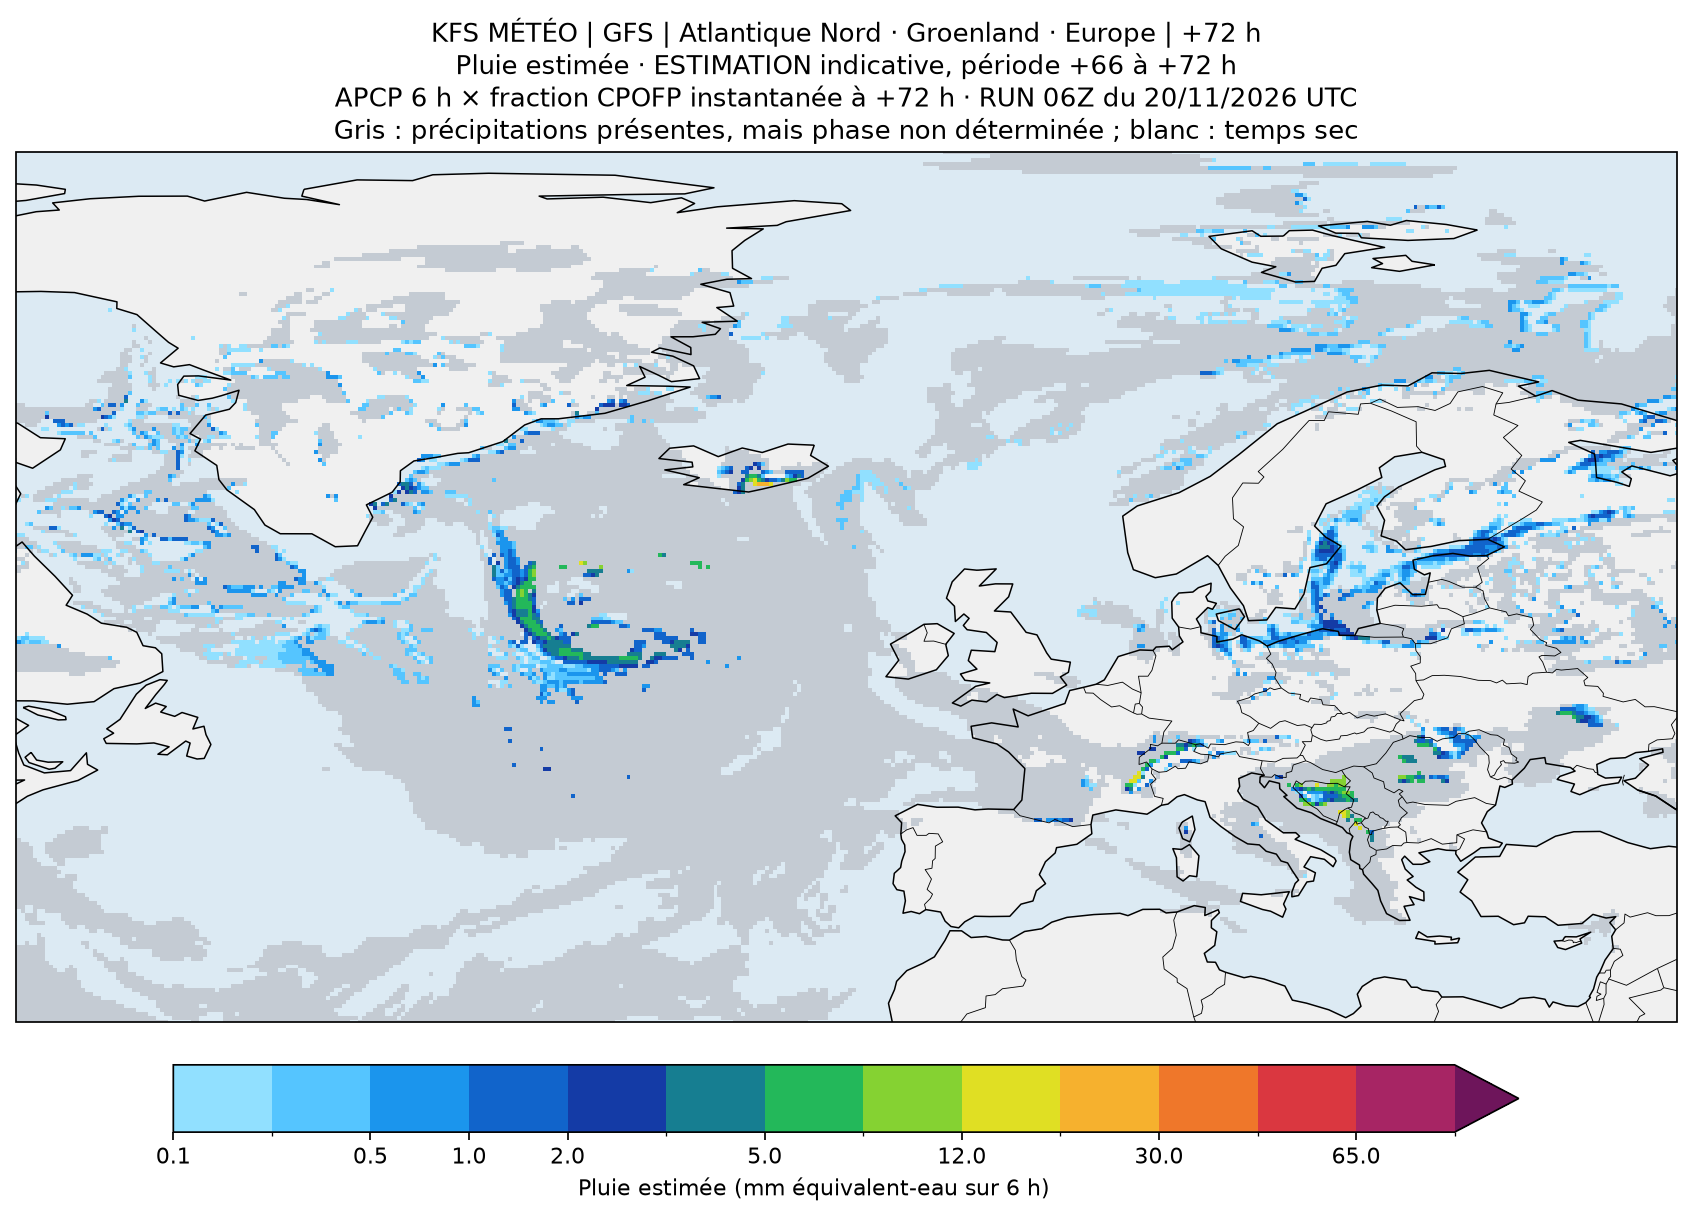 KFS MÉTÉO | GFS | Atlantique Nord · Groenland · Europe | +72 h
Pluie estimée · ESTIMATION indicative, période +66 à +72 h
APCP 6 h × fraction CPOFP instantanée à +72 h · RUN 06Z du 20/11/2026 UTC
Gris : précipitations présentes, mais phase non déterminée ; blanc : temps sec
0.1 0.5 1.0 2.0 5.0 12.0 30.0 65.0
Pluie estimée (mm équivalent-eau sur 6 h)